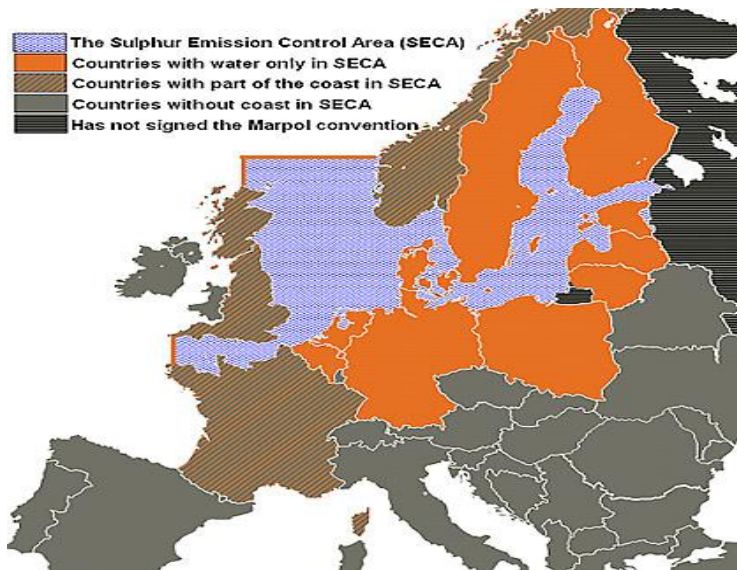 The Sulphur Emission Control Area (SECA)
Countries with water only in SECA
Countries with part of the coast in SECA
Countries without coast in SECA
Has not signed the Marpol convention